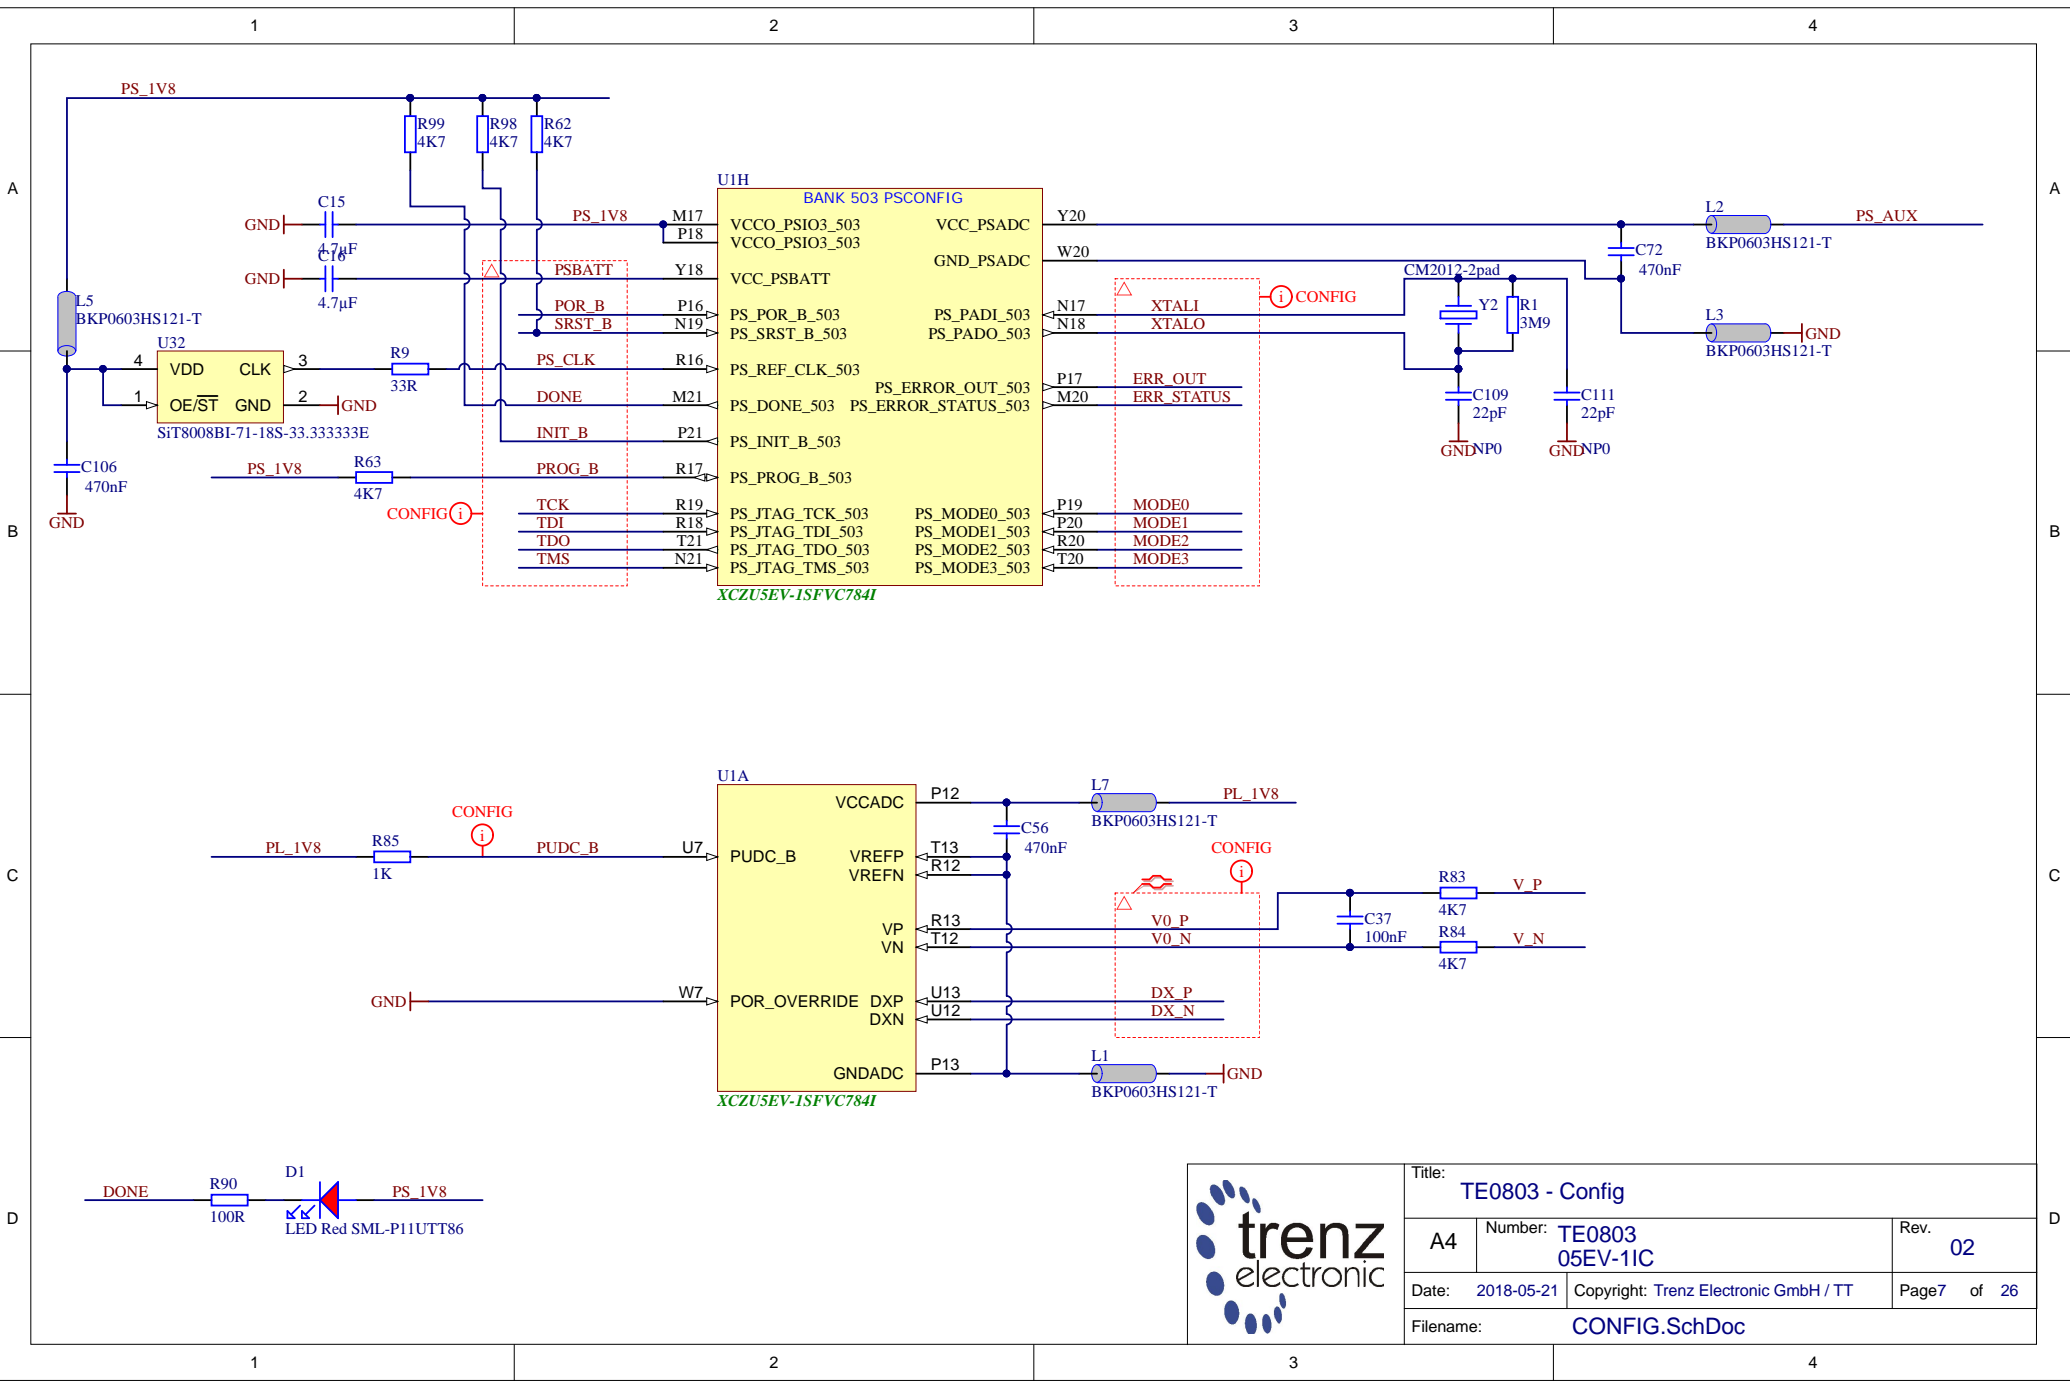 1 2 3 4
A A
B B
C C
D D
1 2 3 4
PS_1V8
R99
4K7
R98
4K7
R62
4K7
C15
4.7µF
GND
PS_1V8
C16
4.7µF
GND
PSBATT
POR_B
SRST_B
L5
BKP0603HS121-T
U32
4 VDD CLK 3
1 OE/ST GND 2
GND
SiT8008BI-71-18S-33.333333E
R9
33R
PS_CLK
DONE
INIT_B
C106
470nF
GND
PS_1V8
R63
4K7
PROG_B
CONFIG i
TCK
TDI
TDO
TMS
U1H
BANK 503 PSCONFIG
M17 VCCO_PSIO3_503
P18 VCCO_PSIO3_503
Y18 VCC_PSBATT
P16 PS_POR_B_503
N19 PS_SRST_B_503
R16 PS_REF_CLK_503
M21 PS_DONE_503
P21 PS_INIT_B_503
R17 PS_PROG_B_503
R19 PS_JTAG_TCK_503
R18 PS_JTAG_TDI_503
T21 PS_JTAG_TDO_503
N21 PS_JTAG_TMS_503
VCC_PSADC Y20
GND_PSADC W20
PS_PADI_503 N17
PS_PADO_503 N18
PS_ERROR_OUT_503 P17
PS_ERROR_STATUS_503 M20
PS_MODE0_503 P19
PS_MODE1_503 P20
PS_MODE2_503 R20
PS_MODE3_503 T20
XCZU5EV-1SFVC784I
XTALI
XTALO
ERR_OUT
ERR_STATUS
MODE0
MODE1
MODE2
MODE3
i CONFIG
CM2012-2pad
Y2
R1
3M9
C109
22pF
GND NP0
C111
22pF
GND NP0
L2
BKP0603HS121-T
PS_AUX
C72
470nF
L3
BKP0603HS121-T
GND
PL_1V8
R85
1K
CONFIG
i
PUDC_B
GND
U1A
U7 PUDC_B
W7 POR_OVERRIDE
VCCADC P12
VREFP T13
VREFN R12
VP R13
VN T12
DXP U13
DXN U12
GNDADC P13
XCZU5EV-1SFVC784I
L7
BKP0603HS121-T
PL_1V8
C56
470nF
CONFIG
i
V0_P
V0_N
DX_P
DX_N
C37
100nF
R83
4K7
V_P
R84
4K7
V_N
L1
BKP0603HS121-T
GND
DONE
R90
100R
D1
LED Red SML-P11UTT86
PS_1V8
trenz
electronic
Title:
TE0803 - Config
A4
Number: TE0803
05EV-1IC
Rev.
02
Date: 2018-05-21
Copyright: Trenz Electronic GmbH / TT
Page7 of 26
Filename: CONFIG.SchDoc